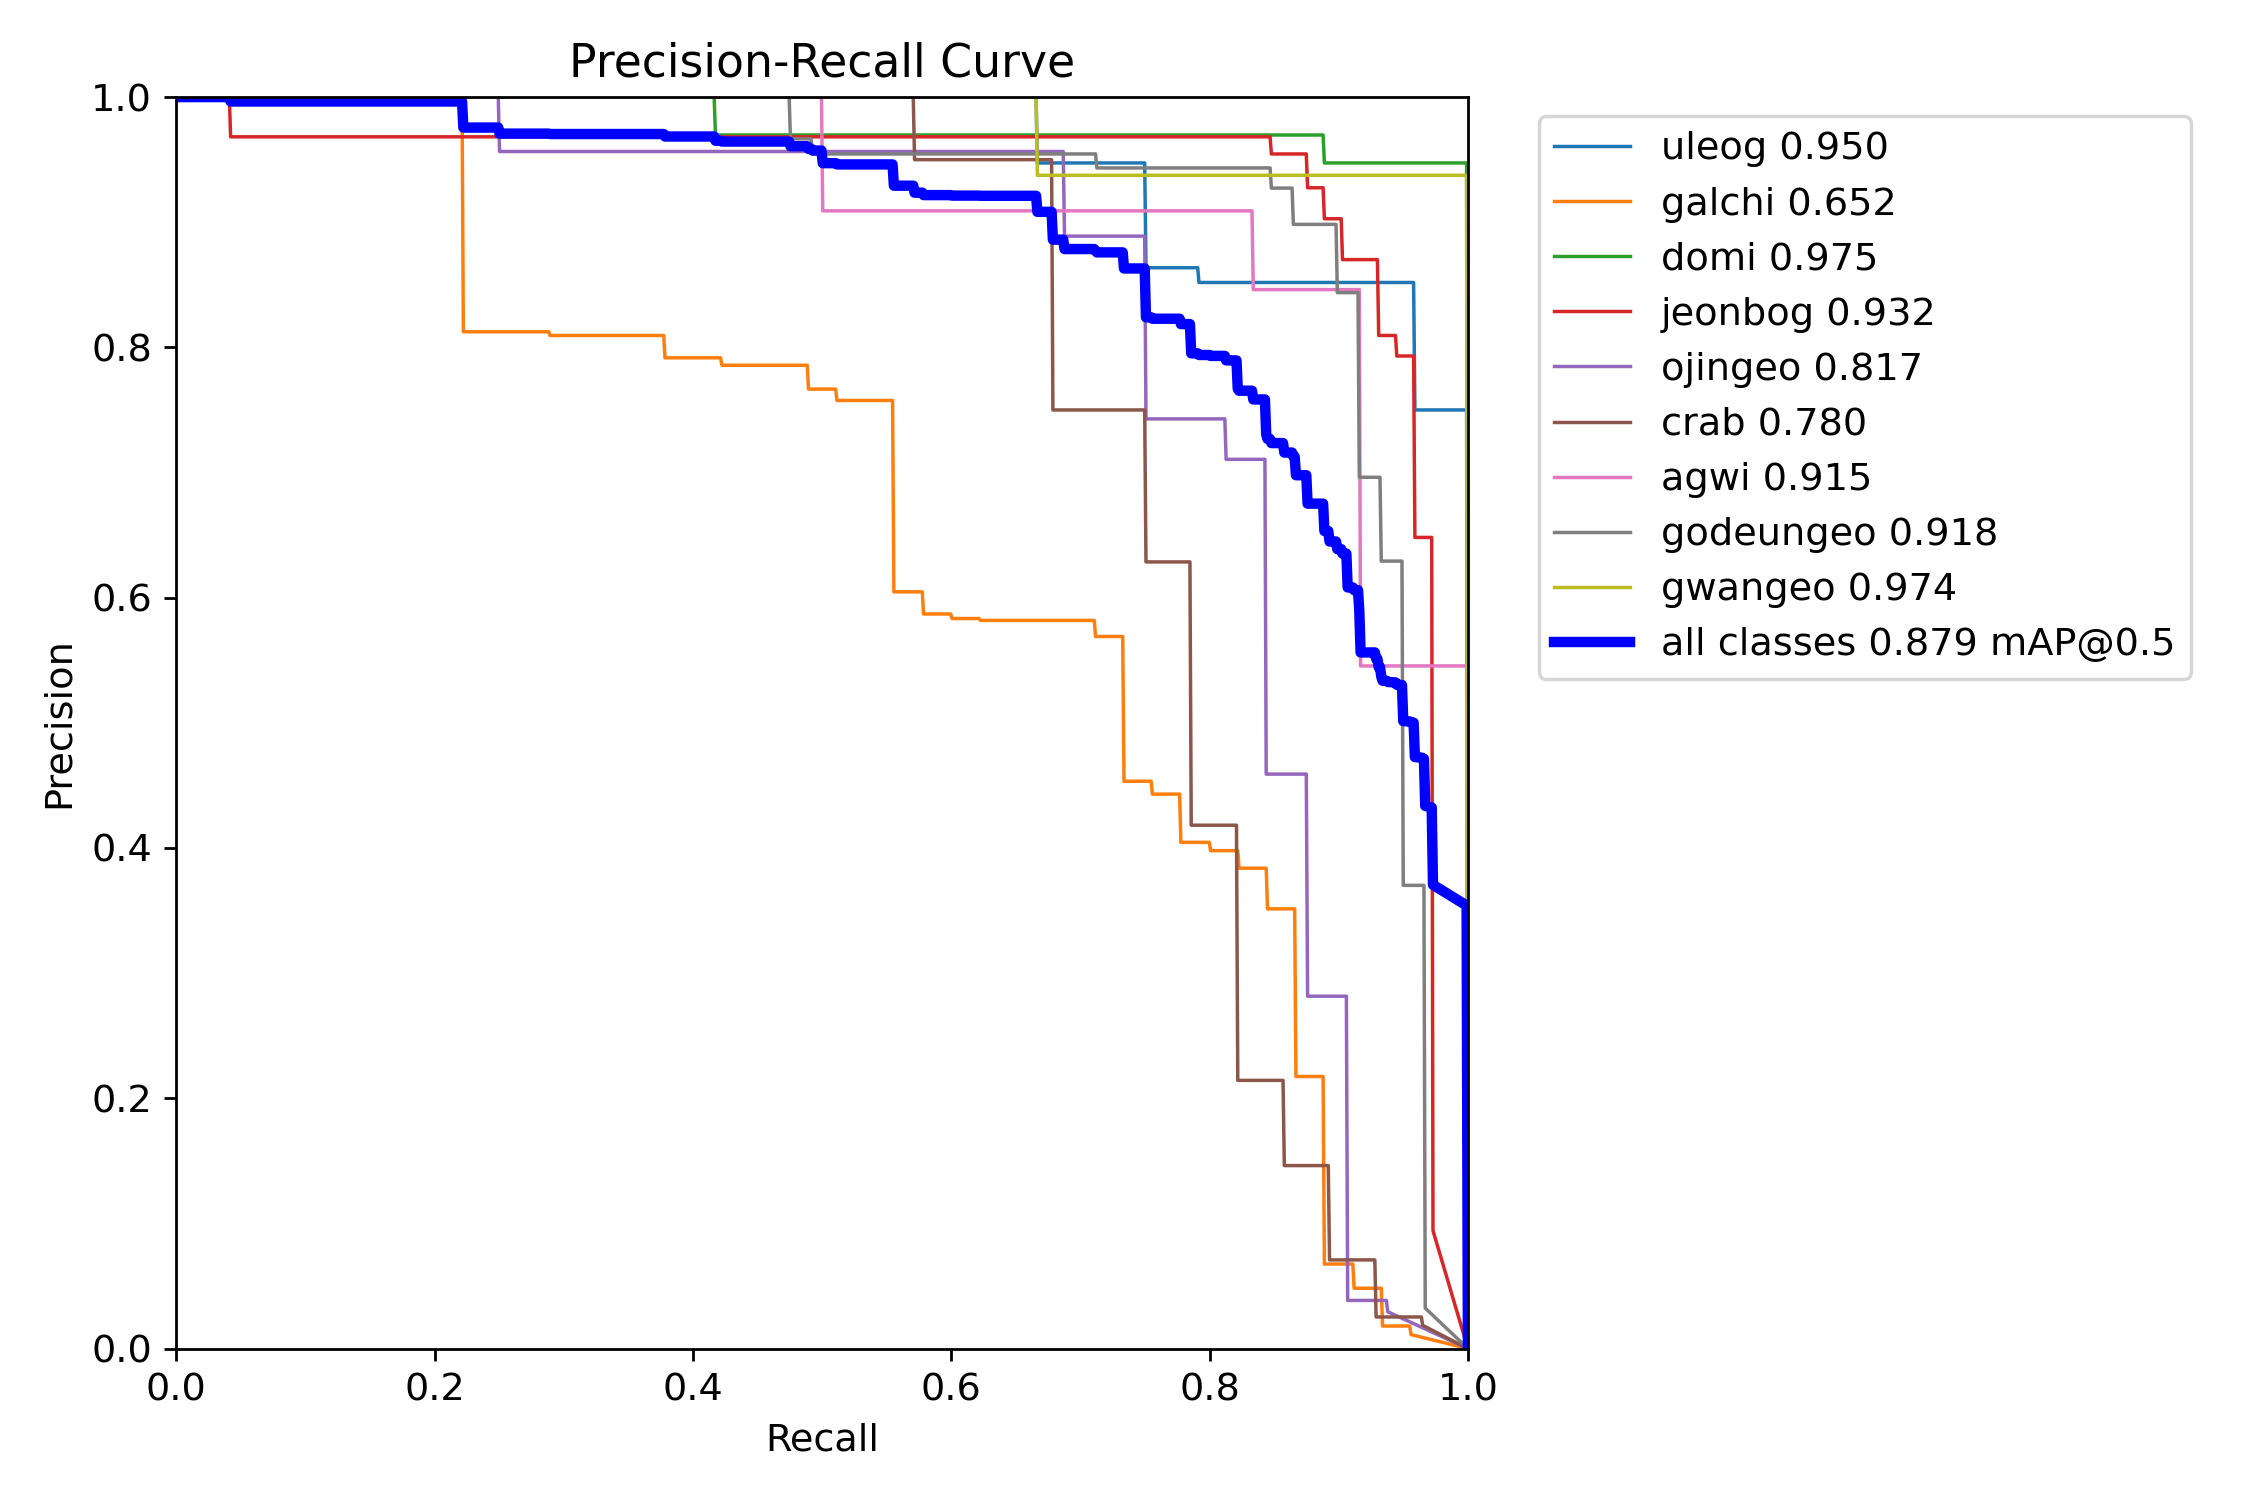 Precision-Recall Curve
1.0
0.8
0.6
0.4
0.2
0.0
Precision
0.0 0.2 0.4 0.6 0.8 1.0
Recall
uleog 0.950
galchi 0.652
domi 0.975
jeonbog 0.932
ojingeo 0.817
crab 0.780
agwi 0.915
godeungeo 0.918
gwangeo 0.974
all classes 0.879 mAP@0.5